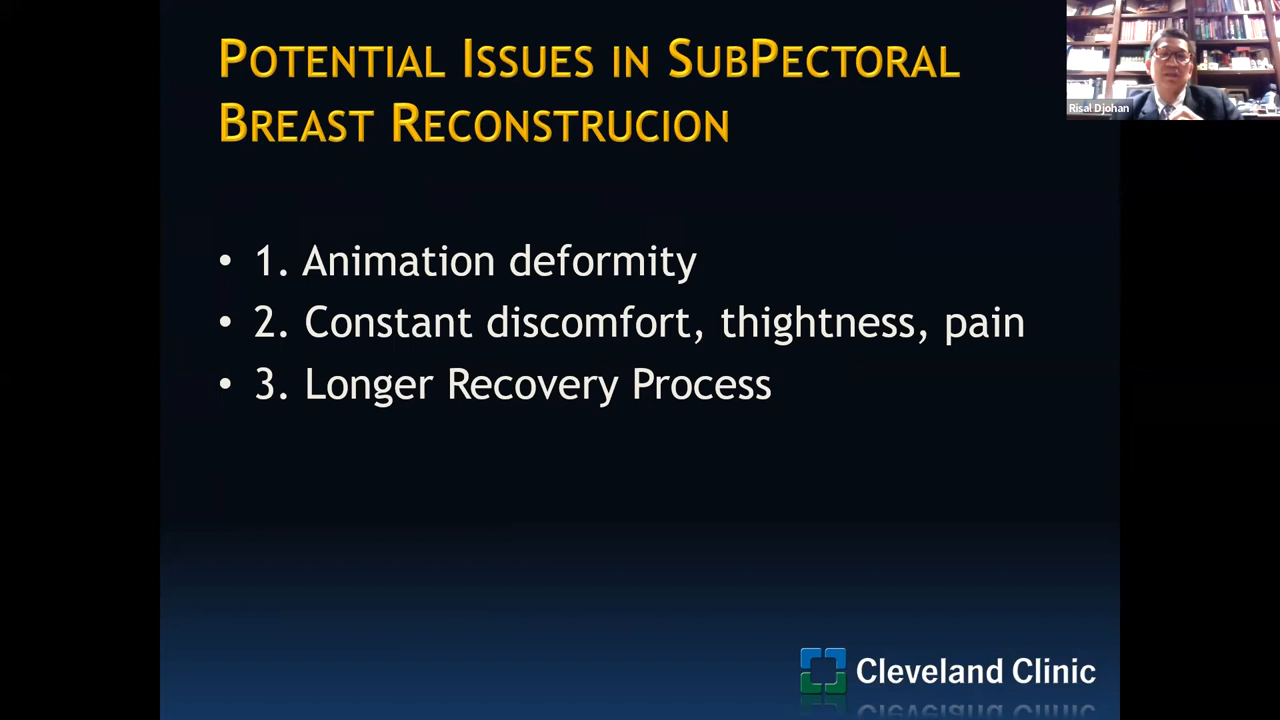 POTENTIAL ISSUES IN SUBPECTORAL
BREAST RECONSTRUCION
• 1. Animation deformity
• 2. Constant discomfort, thightness, pain
• 3. Longer Recovery Process
Risal Djohan
Cleveland Clinic